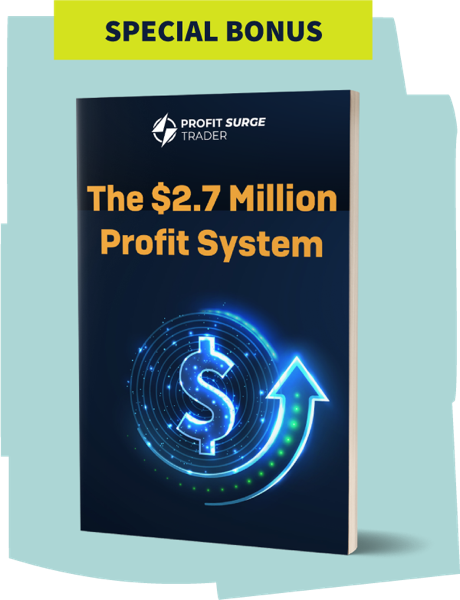 SPECIAL BONUS
PROFIT SURGE
TRADER
The $2.7 Million
Profit System